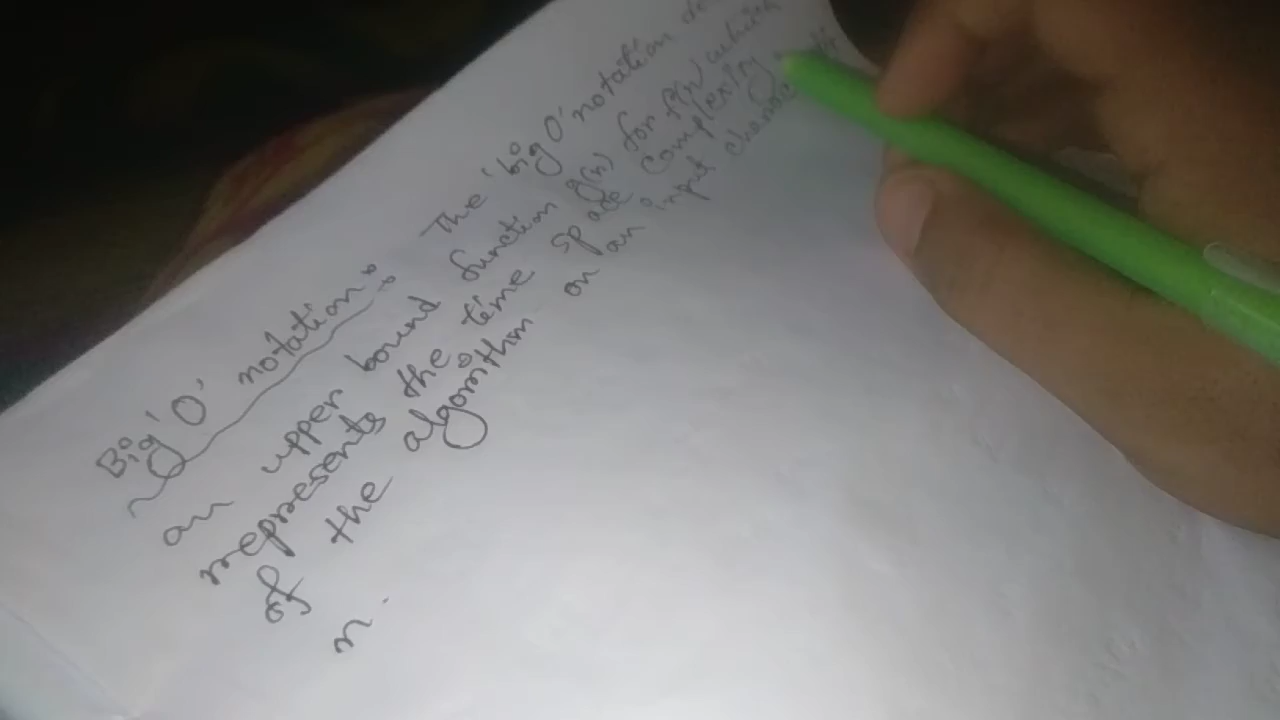 Big 'O' notation: The 'big O' notation de
an upper bound function g(n) for f(n) which
represents the time space complexity
of the algorithm on an input
n.